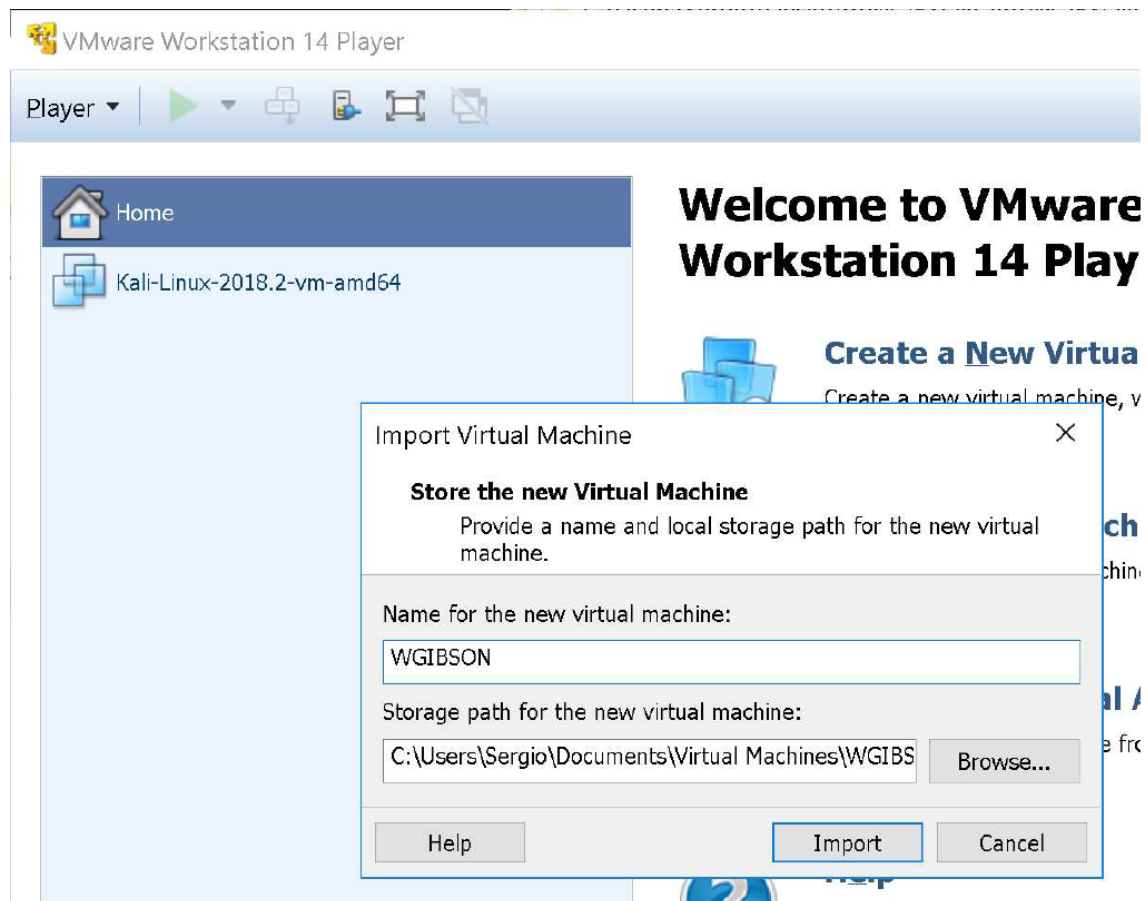 VMware Workstation 14 Player
Player
Home
Kali-Linux-2018.2-vm-amd64
Welcome to VMware
Workstation 14 Play
Create a New Virtua
Create a new virtual machine, v
Import Virtual Machine
Store the new Virtual Machine
Provide a name and local storage path for the new virtual
machine.
Name for the new virtual machine:
WGIBSON
Storage path for the new virtual machine:
C:\Users\Sergio\Documents\Virtual Machines\WGIBS
Browse...
Help
Import
Cancel
Help